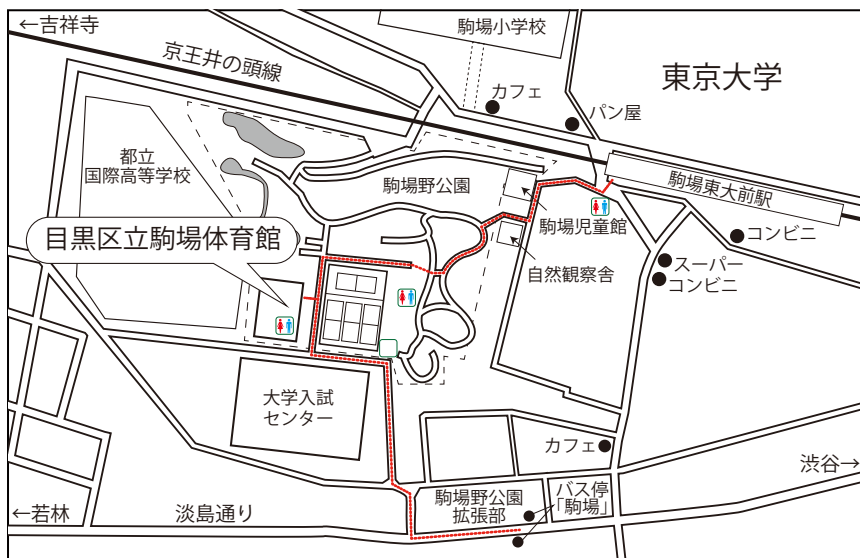 ←吉祥寺
駒場小学校
京王井の頭線
東京大学
カフェ
パン屋
都立
国際高等学校
駒場野公園
駒場東大前駅
駒場児童館
目黒区立駒場体育館
コンビニ
自然観察舎
スーパー
コンビニ
大学入試
センター
カフェ
渋谷→
←若林
淡島通り
駒場野公園
拡張部
バス停
「駒場」